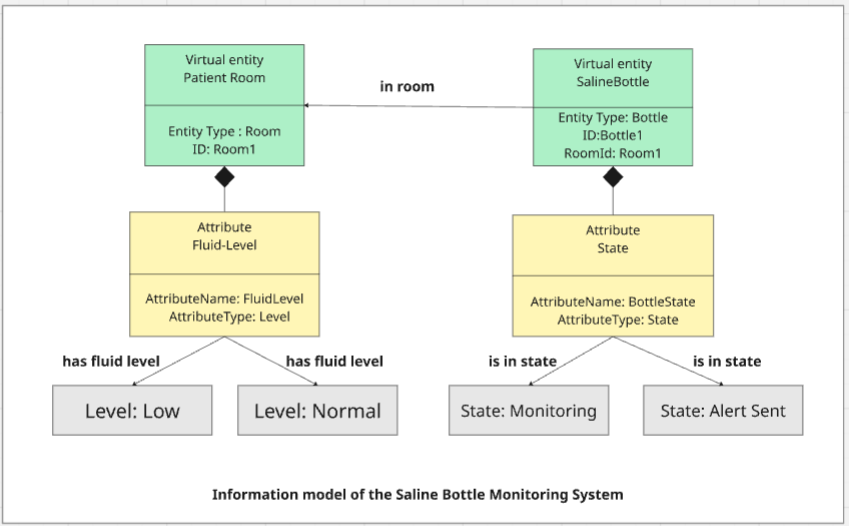 Virtual entity
Patient Room
Entity Type : Room
ID: Room1
in room
Virtual entity
SalineBottle
Entity Type: Bottle
ID:Bottle1
RoomId: Room1
Attribute
Fluid-Level
AttributeName: FluidLevel
AttributeType: Level
Attribute
State
AttributeName: BottleState
AttributeType: State
has fluid level
has fluid level
is in state
is in state
Level: Low
Level: Normal
State: Monitoring
State: Alert Sent
Information model of the Saline Bottle Monitoring System